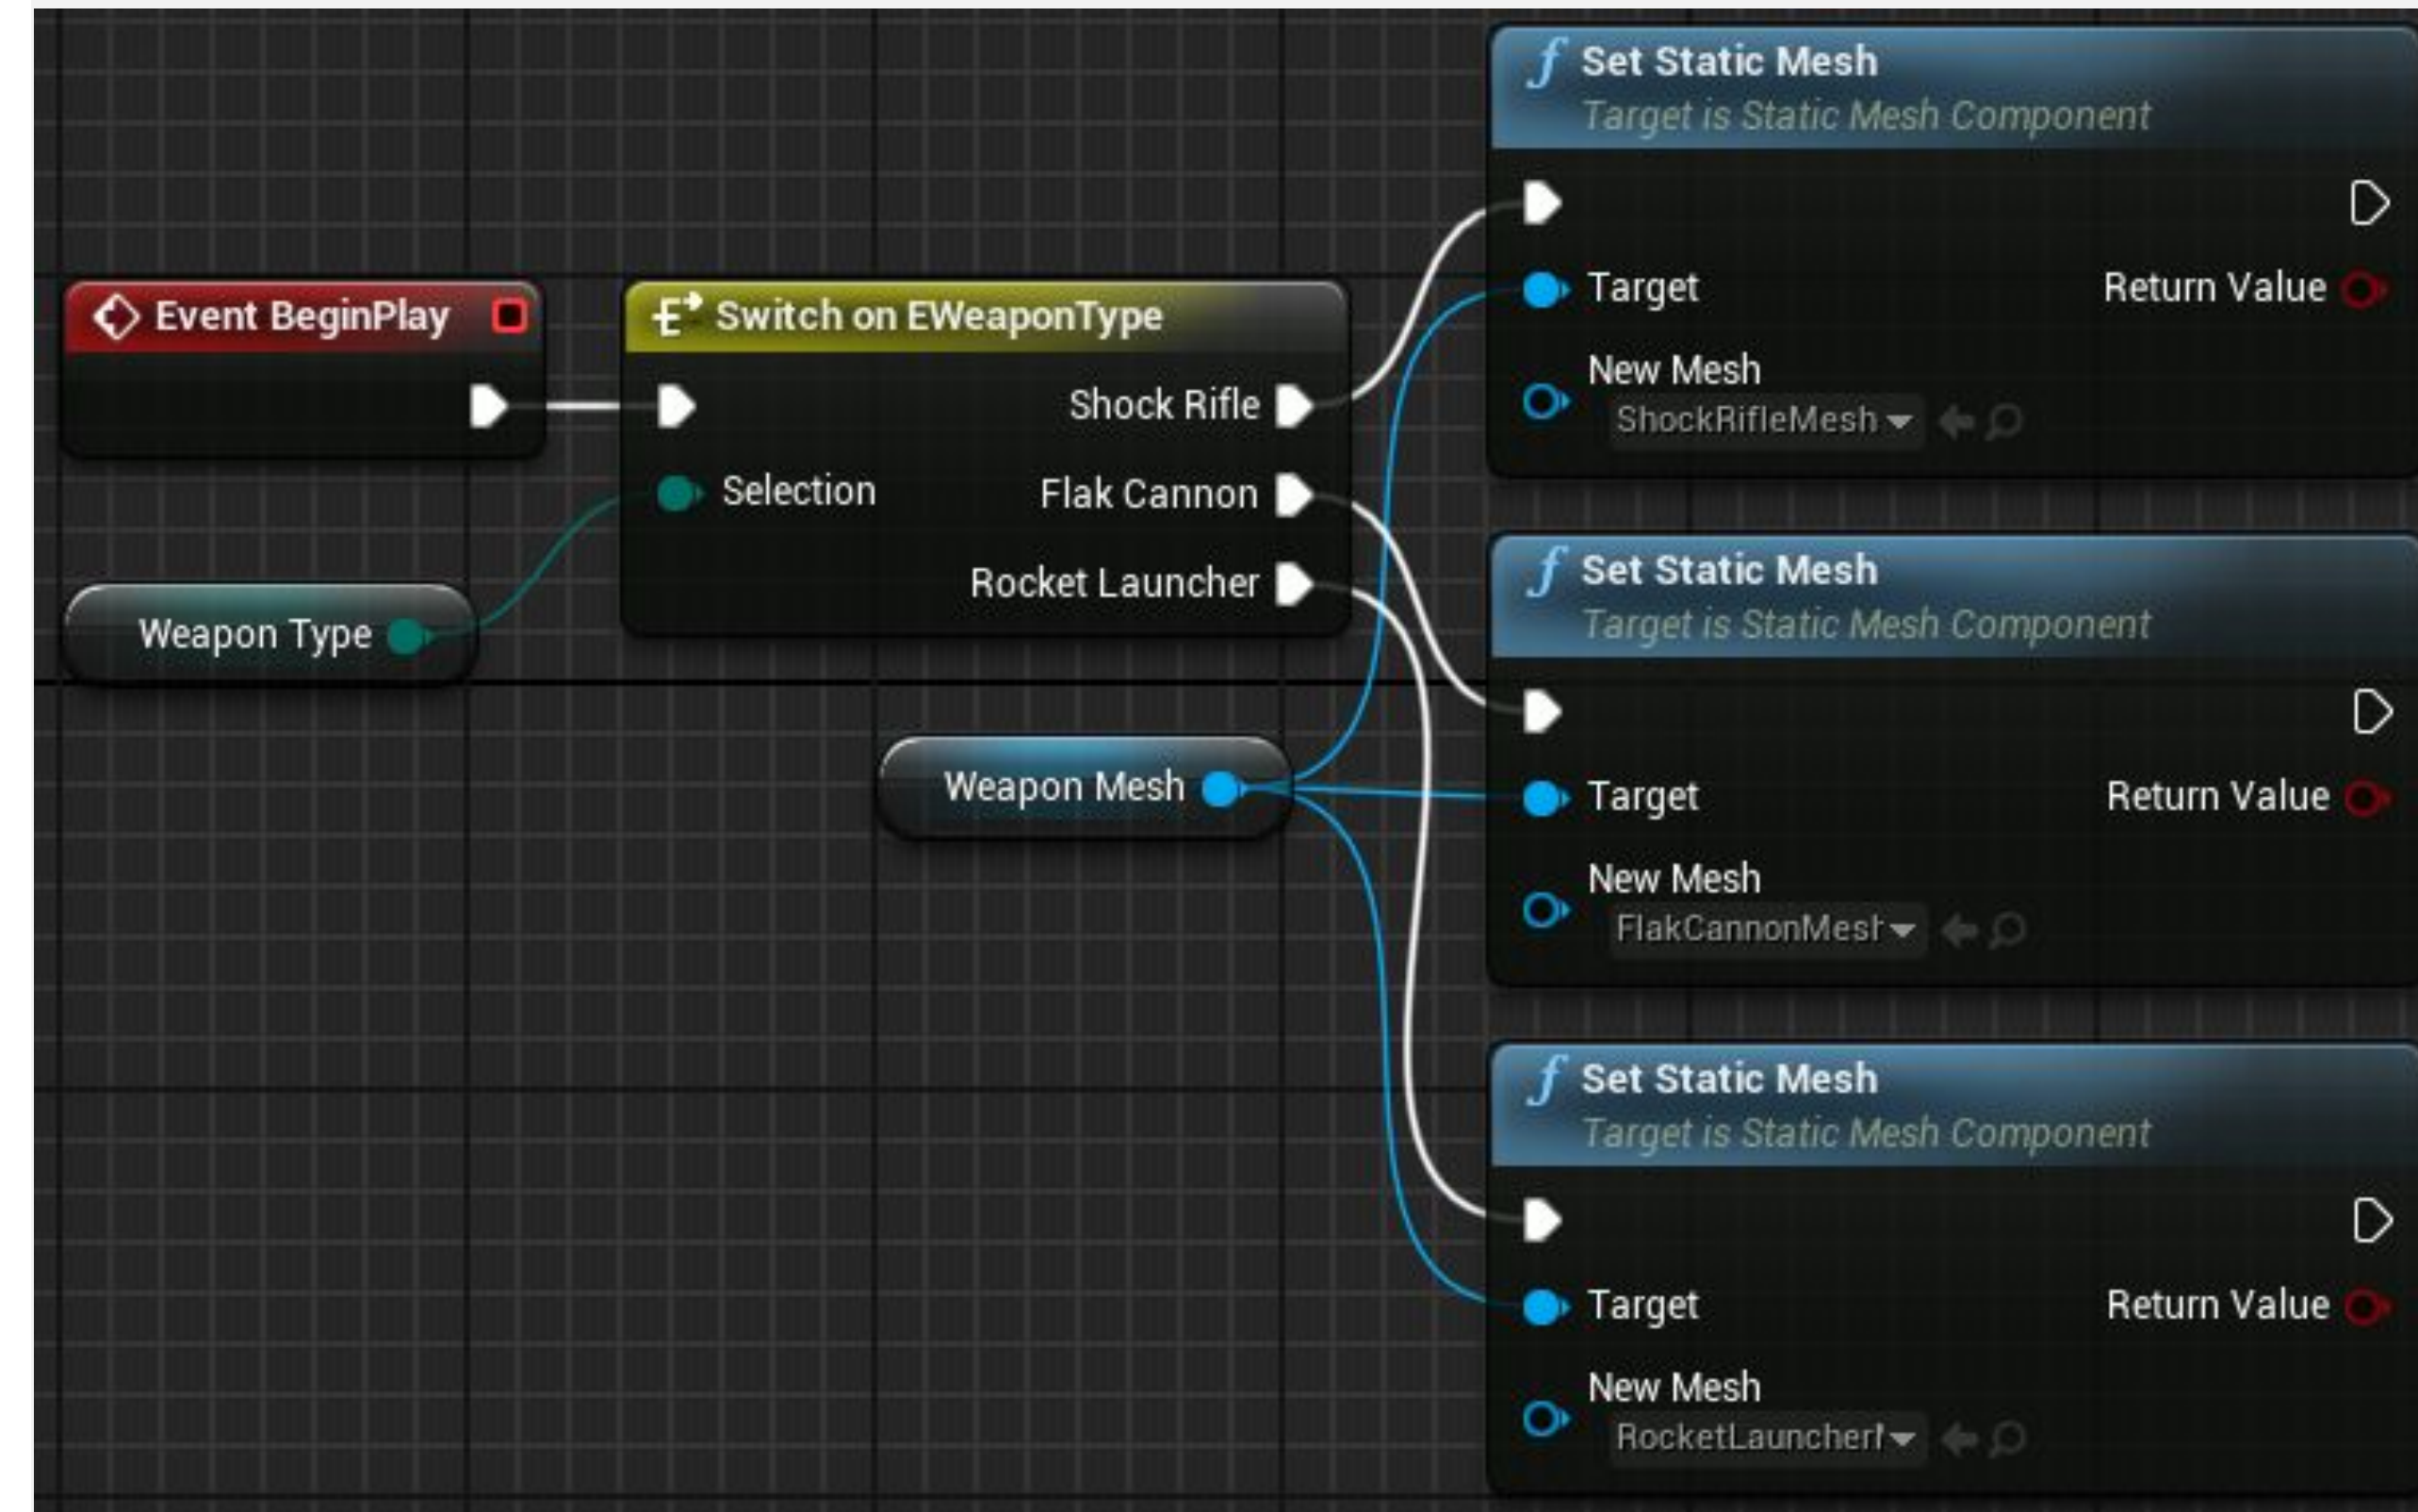 Event BeginPlay
Weapon Type
Switch on EWeaponType
Shock Rifle
Selection
Flak Cannon
Rocket Launcher
Weapon Mesh
f Set Static Mesh
Target is Static Mesh Component
Target
Return Value
New Mesh
ShockRifleMesh
f Set Static Mesh
Target is Static Mesh Component
Target
Return Value
New Mesh
FlakCannonMesh
f Set Static Mesh
Target is Static Mesh Component
Target
Return Value
New Mesh
RocketLauncher